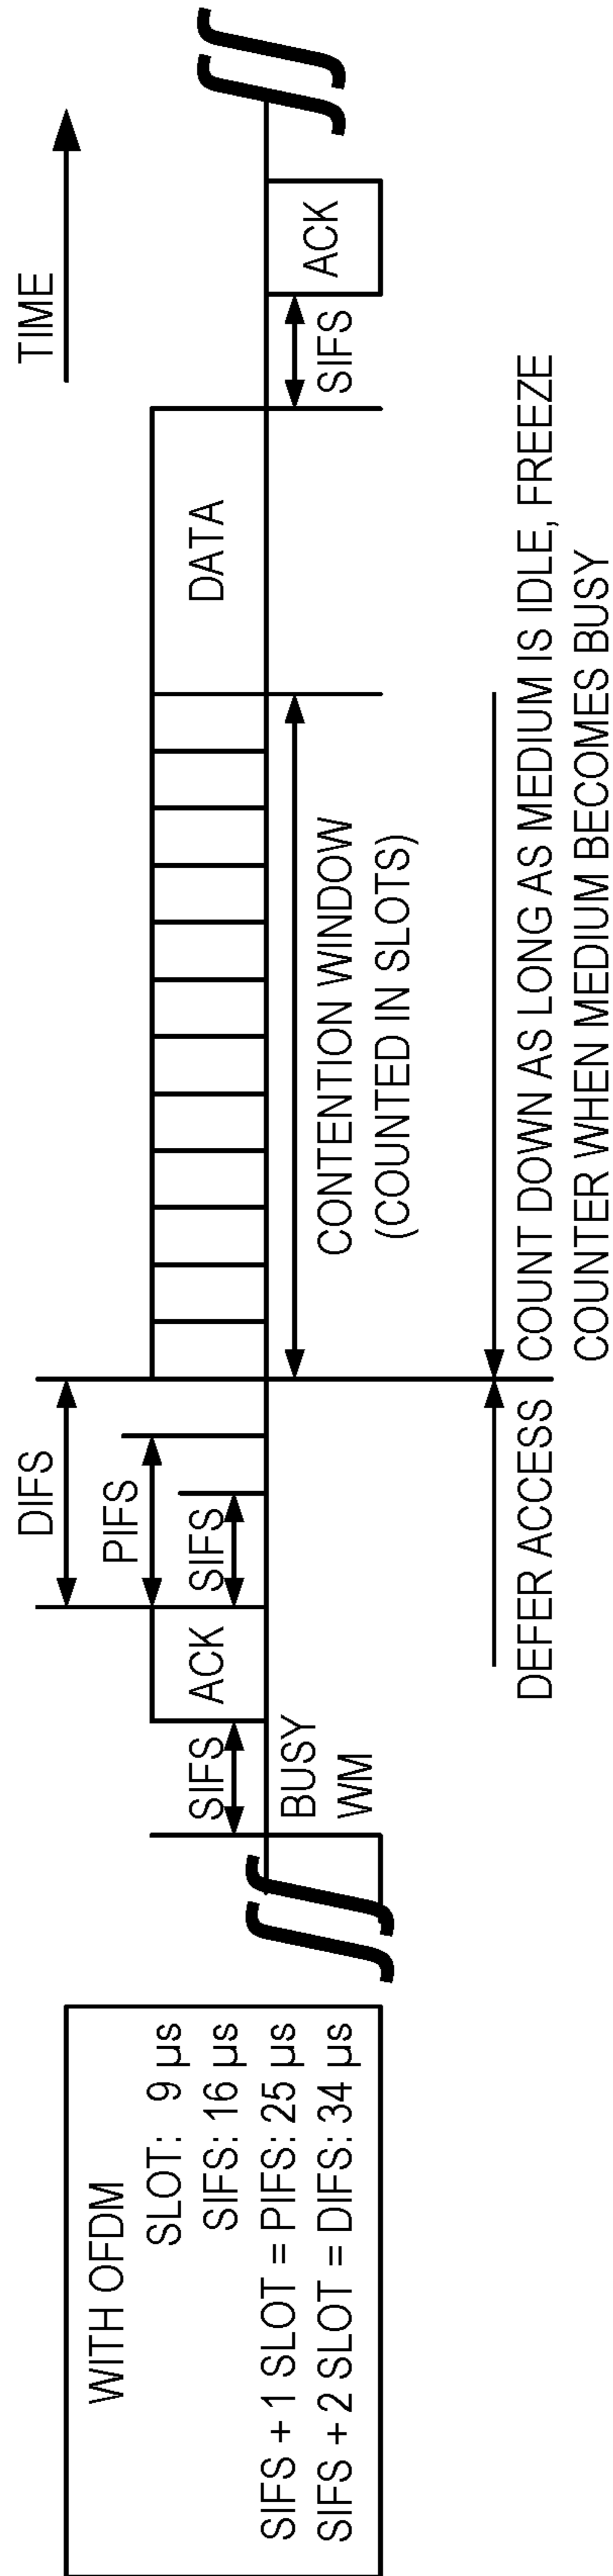 WITH OFDM
SLOT: 9 µs
SIFS: 16 µs
SIFS + 1 SLOT = PIFS: 25 µs
SIFS + 2 SLOT = DIFS: 34 µs
SIFS
BUSY
WM
ACK
DIFS
PIFS
SIFS
DEFER ACCESS
CONTENTION WINDOW
(COUNTED IN SLOTS)
COUNT DOWN AS LONG AS MEDIUM IS IDLE, FREEZE
COUNTER WHEN MEDIUM BECOMES BUSY
DATA
TIME
SIFS
ACK